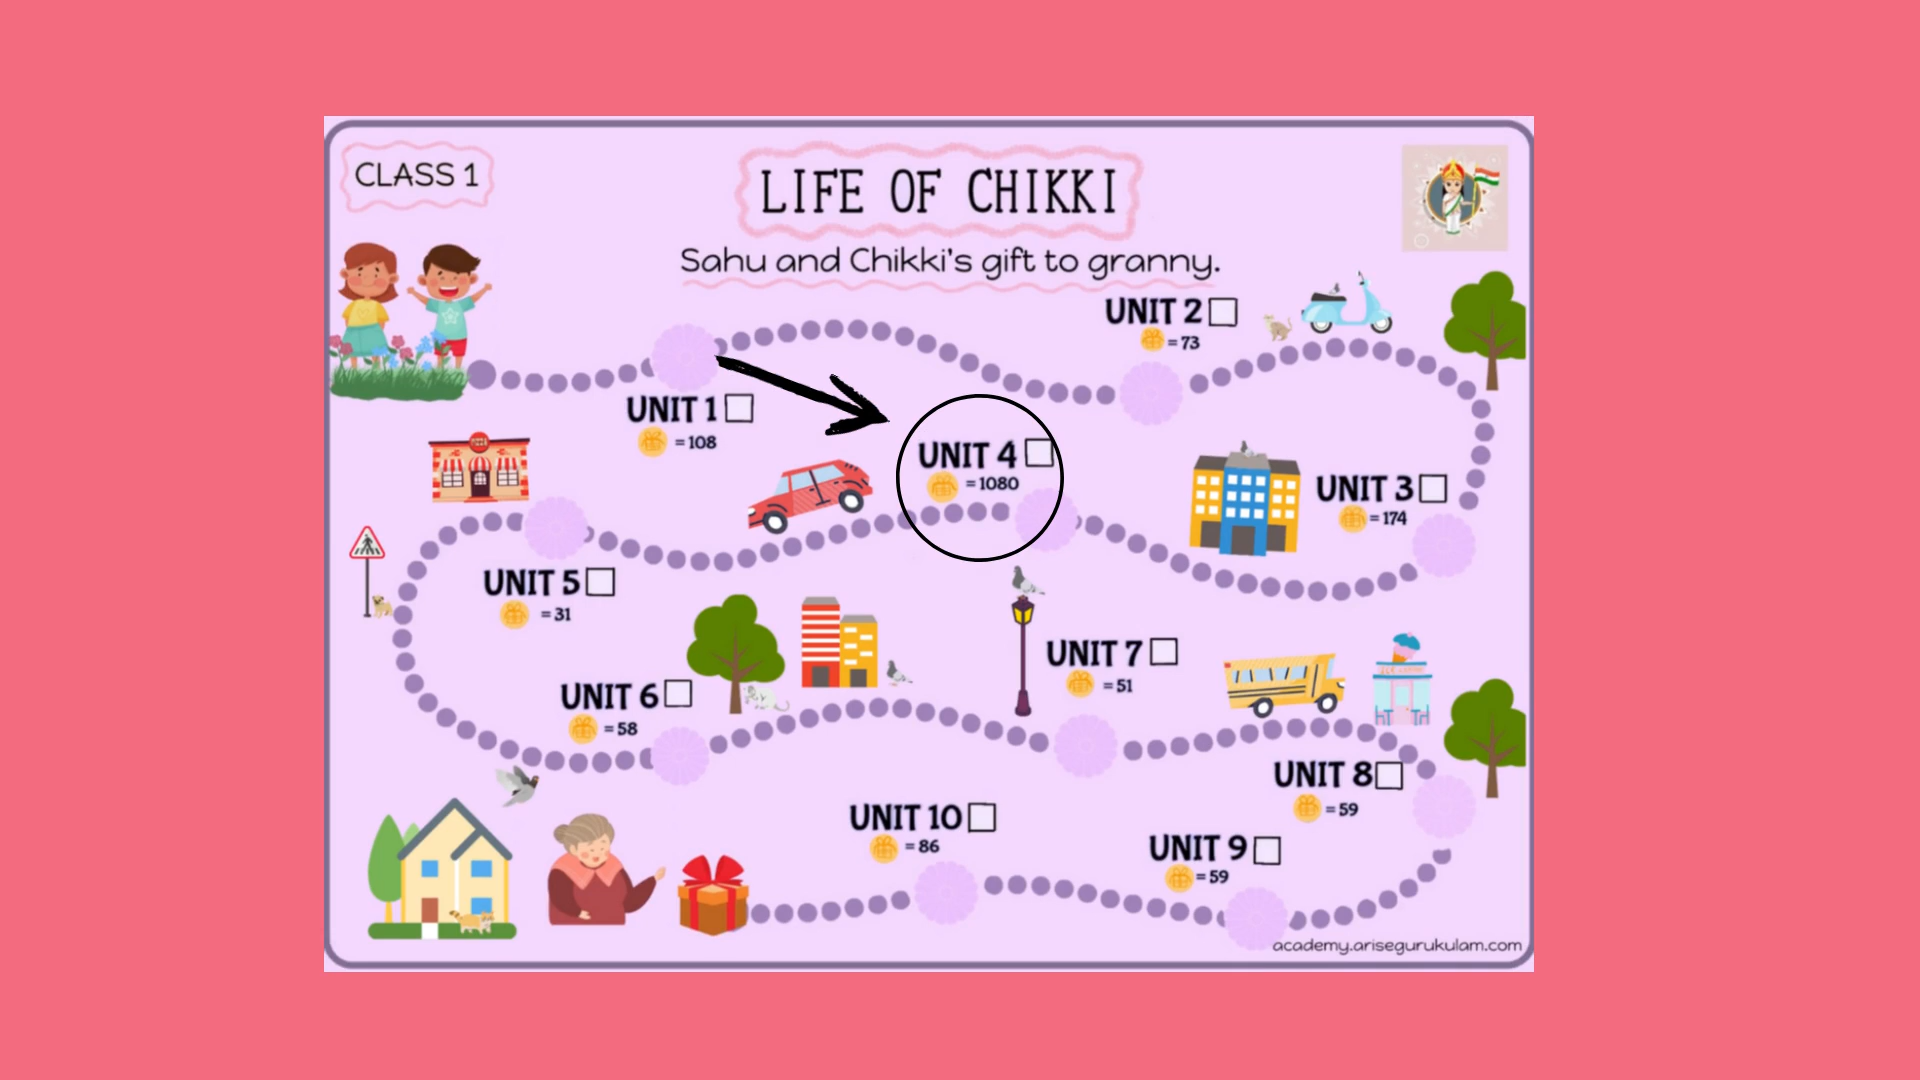 CLASS 1
LIFE OF CHIKKI
Sahu and Chikki's gift to granny.
UNIT 1
= 108
UNIT 2
= 73
UNIT 3
= 174
UNIT 4
= 1080
UNIT 5
= 31
UNIT 6
= 58
UNIT 7
= 51
UNIT 8
= 59
UNIT 9
= 59
UNIT 10
= 86
academy.arisegurukulam.com